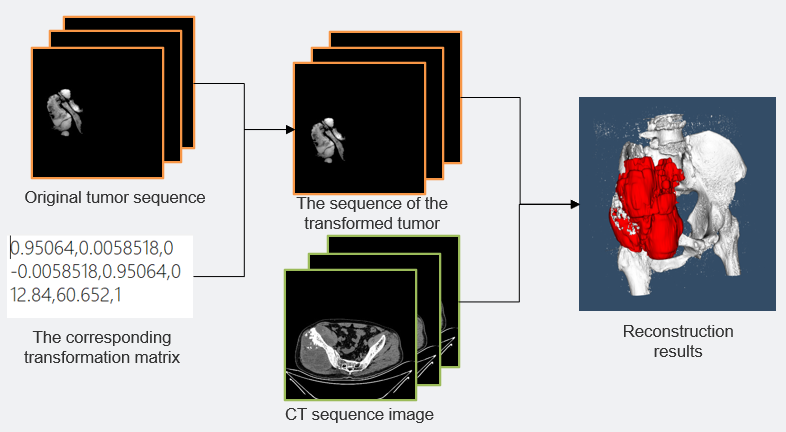 Original tumor sequence
0.95064,0.0058518,0
-0.0058518,0.95064,0
12.84,60.652,1
The corresponding
transformation matrix
The sequence of the
transformed tumor
CT sequence image
Reconstruction
results